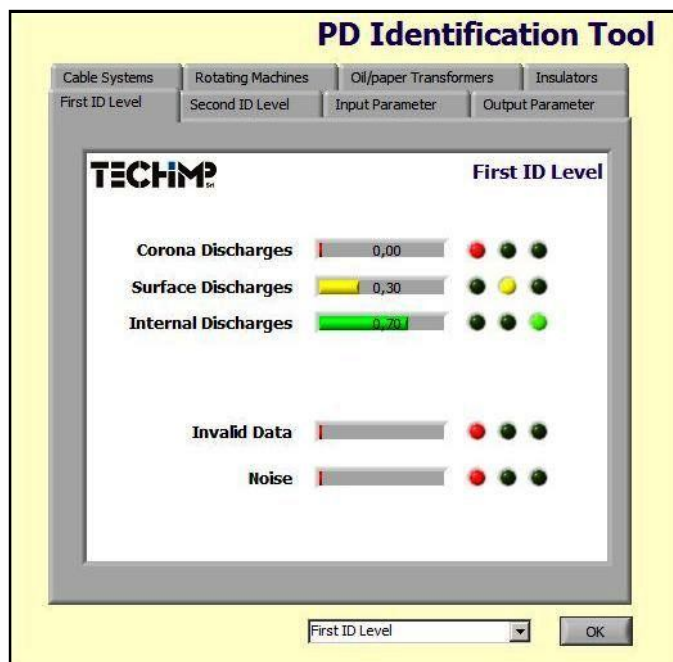 PD Identification Tool
Cable Systems Rotating Machines Oil/paper Transformers Insulators
First ID Level Second ID Level Input Parameter Output Parameter
TECHIMP Srl First ID Level
Corona Discharges 0,00
Surface Discharges 0,30
Internal Discharges 0,70
Invalid Data
Noise
First ID Level OK